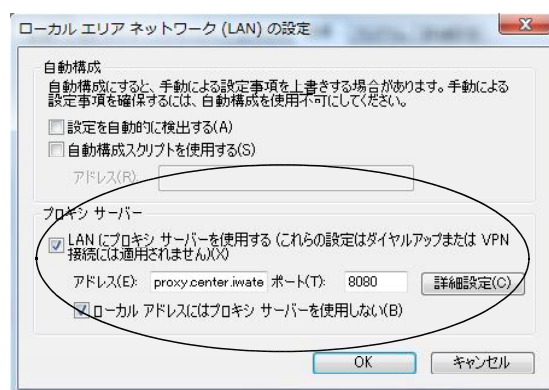 ローカル エリア ネットワーク (LAN) の設定
自動構成
自動構成にすると、手動による設定事項を上書きする場合があります。手動による
設定事項を確保するには、自動構成を使用不可にしてください。
設定を自動的に検出する(A)
自動構成スクリプトを使用する(S)
アドレス(R)
プロキシ サーバー
LAN にプロキシ サーバーを使用する (これらの設定はダイヤルアップまたは VPN
接続には適用されません)(X)
アドレス(E): proxy.center.iwate ポート(T): 8080 詳細設定(C)
ローカル アドレスにはプロキシ サーバーを使用しない(B)
OK キャンセル